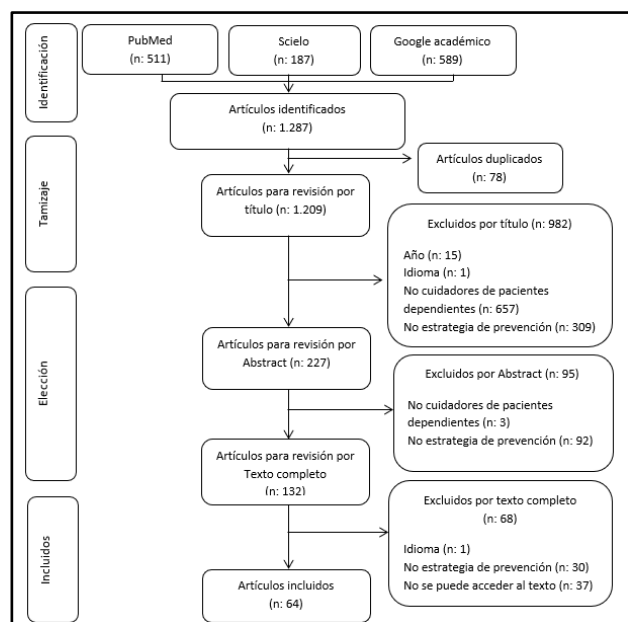 Identificación
PubMed
(n: 511)
Scielo
(n: 187)
Google académico
(n: 589)
Artículos identificados
(n: 1.287)
Tamizaje
Artículos duplicados
(n: 78)
Artículos para revisión por
título (n: 1.209)
Excluidos por título (n: 982)
Año (n: 15)
Idioma (n: 1)
No cuidadores de pacientes
dependientes (n: 657)
No estrategia de prevención (n: 309)
Elección
Artículos para revisión por
Abstract (n: 227)
Excluidos por Abstract (n: 95)
No cuidadores de pacientes
dependientes (n: 3)
No estrategia de prevención (n: 92)
Artículos para revisión por
Texto completo
(n: 132)
Incluidos
Excluidos por texto completo
(n: 68)
Idioma (n: 1)
No estrategia de prevención (n: 30)
No se puede acceder al texto (n: 37)
Artículos incluidos
(n: 64)